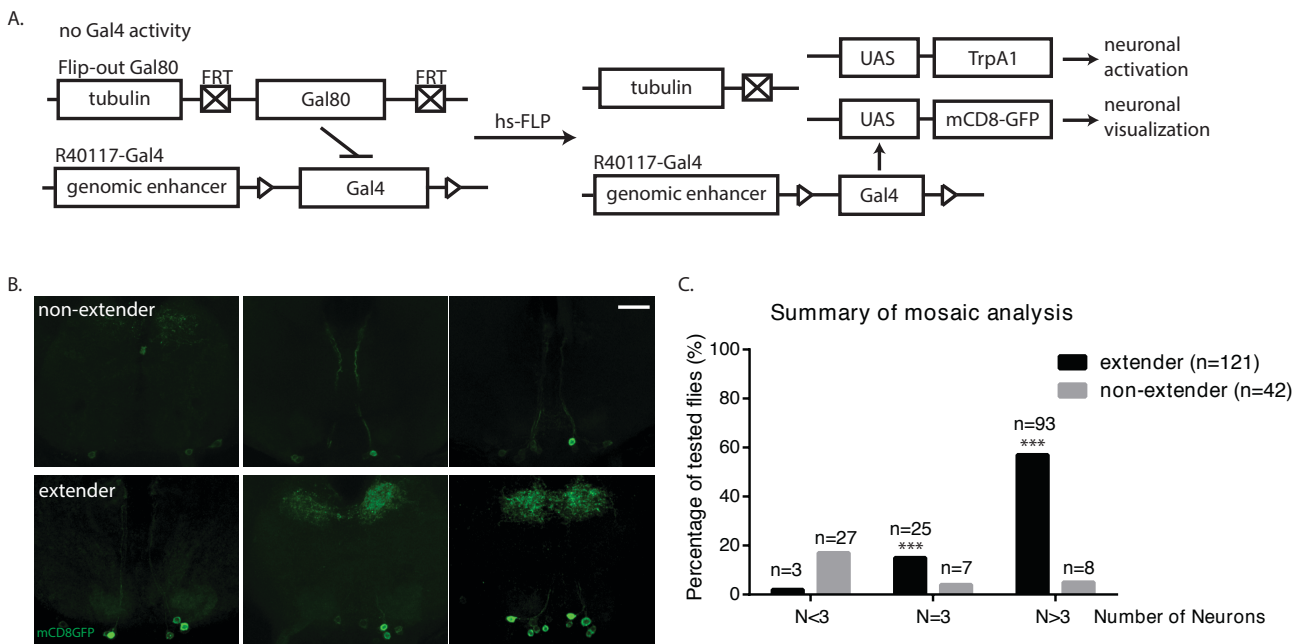 A.
no Gal4 activity
Flip-out Gal80
FRT
FRT
tubulin
Gal80
hs-FLP
R40117-Gal4
genomic enhancer
Gal4
tubulin
UAS
TrpA1
neuronal
activation
UAS
mCD8-GFP
neuronal
visualization
R40117-Gal4
genomic enhancer
Gal4
B.
non-extender
extender
mCD8GFP
C.
Summary of mosaic analysis
Percentage of tested flies (%)
100
80
60
40
20
0
extender (n=121)
non-extender (n=42)
n=3
n=27
n=25
***
n=7
n=93
***
n=8
N<3
N=3
N>3
Number of Neurons